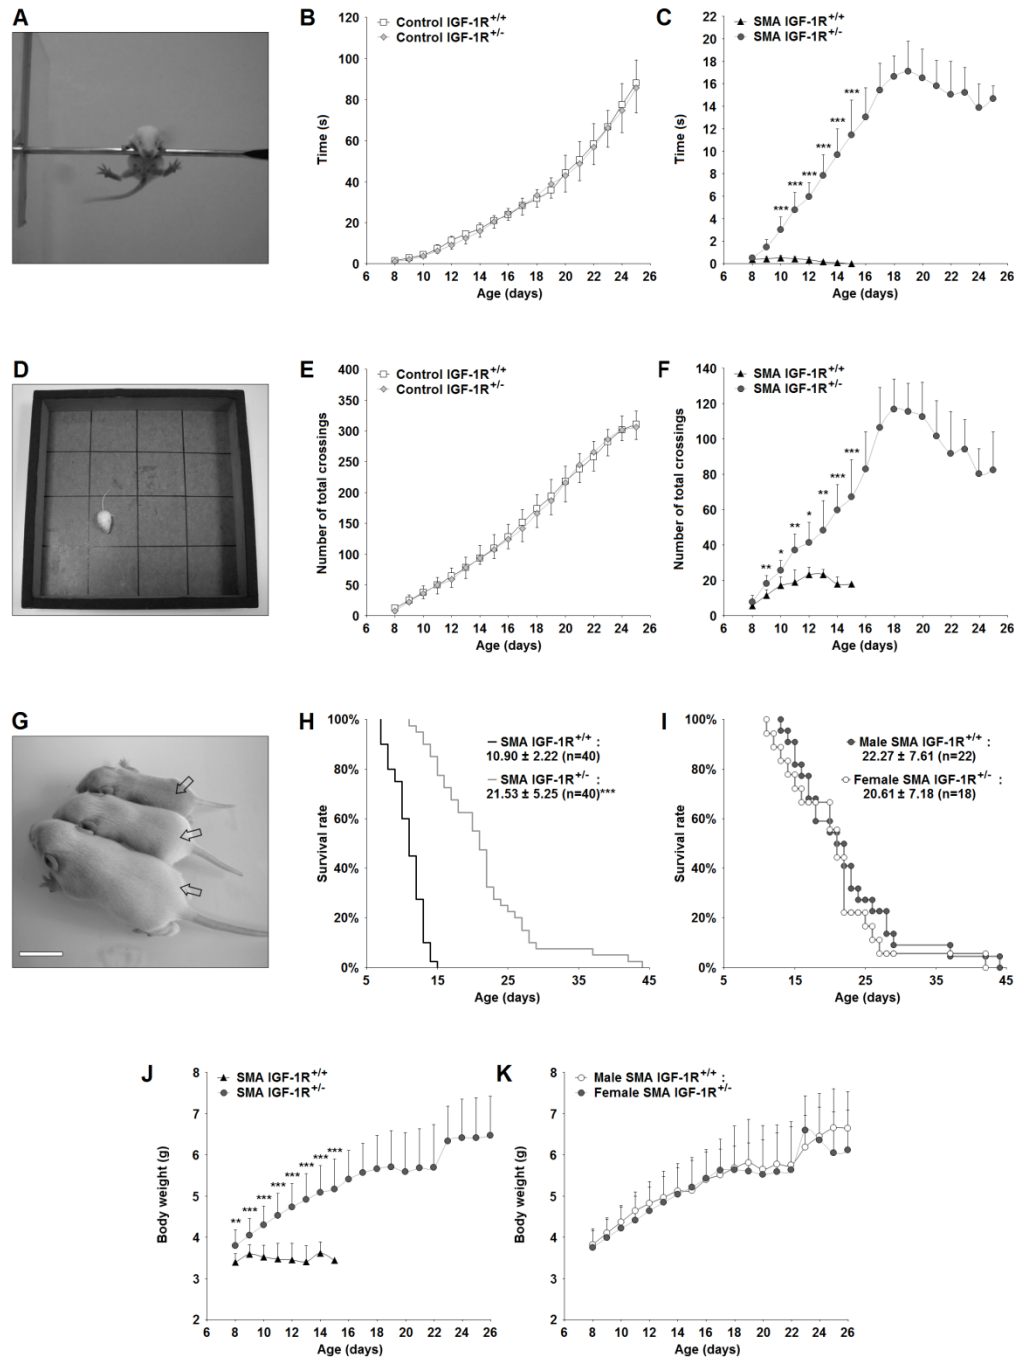 A
B
Control IGF-1R+/+
Control IGF-1R+/-
120
100
80
60
40
20
0
Time (s)
6 8 10 12 14 16 18 20 22 24 26
Age (days)
C
SMA IGF-1R+/+
SMA IGF-1R+/-
22
20
18
16
14
12
10
8
6
4
2
0
Time (s)
*** *** *** *** *** ***
6 8 10 12 14 16 18 20 22 24 26
Age (days)
D
E
Control IGF-1R+/+
Control IGF-1R+/-
400
350
300
250
200
150
100
50
0
Number of total crossings
6 8 10 12 14 16 18 20 22 24 26
Age (days)
F
SMA IGF-1R+/+
SMA IGF-1R+/-
140
120
100
80
60
40
20
0
Number of total crossings
** * ** * ** *** ***
6 8 10 12 14 16 18 20 22 24 26
Age (days)
G
H
100%
80%
60%
40%
20%
0%
Survival rate
SMA IGF-1R+/+ :
10.90 ± 2.22 (n=40)
SMA IGF-1R+/- :
21.53 ± 5.25 (n=40)***
5 15 25 35 45
Age (days)
I
100%
80%
60%
40%
20%
0%
Survival rate
Male SMA IGF-1R+/+ :
22.27 ± 7.61 (n=22)
Female SMA IGF-1R+/- :
20.61 ± 7.18 (n=18)
5 15 25 35 45
Age (days)
J
SMA IGF-1R+/+
SMA IGF-1R+/-
8
7
6
5
4
3
2
Body weight (g)
** *** *** *** *** *** *** ***
6 8 10 12 14 16 18 20 22 24 26
Age (days)
K
Male SMA IGF-1R+/+ :
Female SMA IGF-1R+/-
8
7
6
5
4
3
2
Body weight (g)
6 8 10 12 14 16 18 20 22 24 26
Age (days)